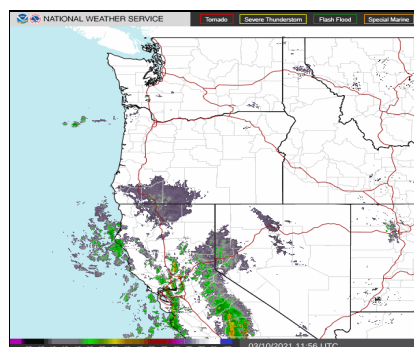 NATIONAL WEATHER SERVICE
Tornado
Severe Thunderstorm
Flash Flood
Special Marine
03/10/2021 11:56 UTC